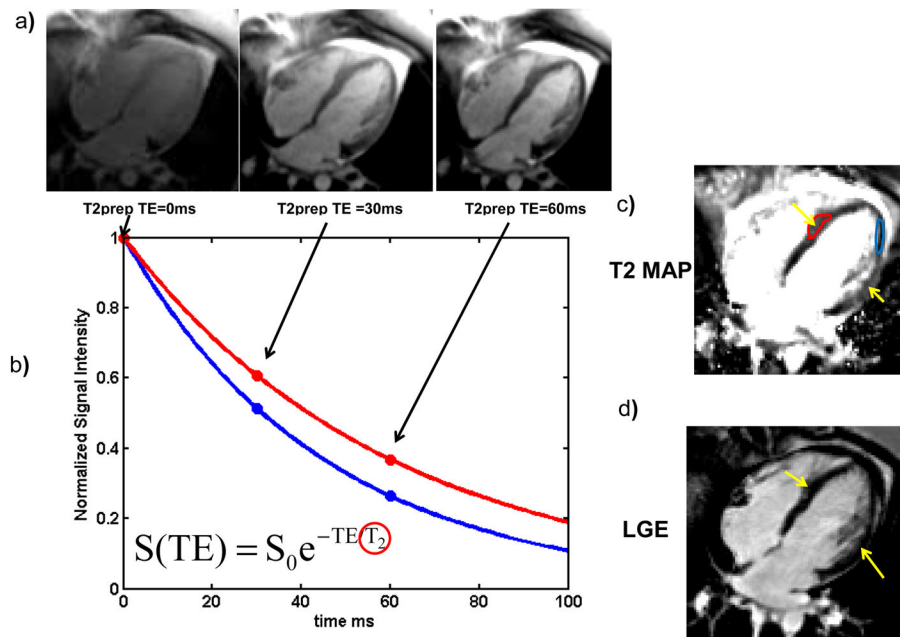 a)
T2prep TE=0ms
T2prep TE =30ms
T2prep TE=60ms
b)
Normalized Signal Intensity
1
0.8
0.6
0.4
0.2
0
0 20 40 60 80 100
time ms
S(TE) = S₀e^(-TE/T₂)
c)
T2 MAP
d)
LGE